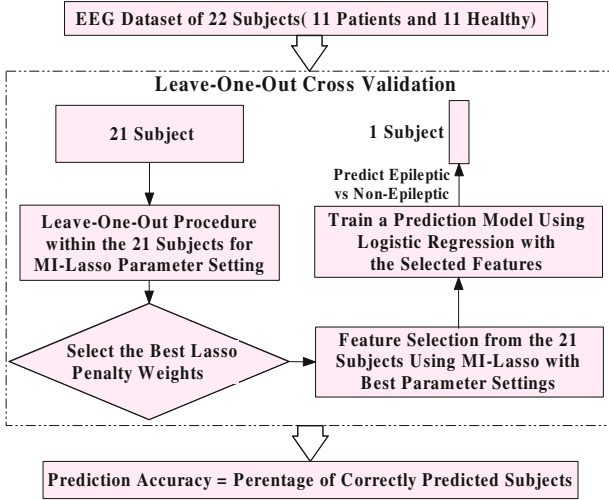 EEG Dataset of 22 Subjects( 11 Patients and 11 Healthy)
Leave-One-Out Cross Validation
21 Subject
Leave-One-Out Procedure
within the 21 Subjects for
MI-Lasso Parameter Setting
Select the Best Lasso
Penalty Weights
Feature Selection from the 21
Subjects Using MI-Lasso with
Best Parameter Settings
Train a Prediction Model Using
Logistic Regression with
the Selected Features
Predict Epileptic
vs Non-Epileptic
1 Subject
Prediction Accuracy = Perentage of Correctly Predicted Subjects